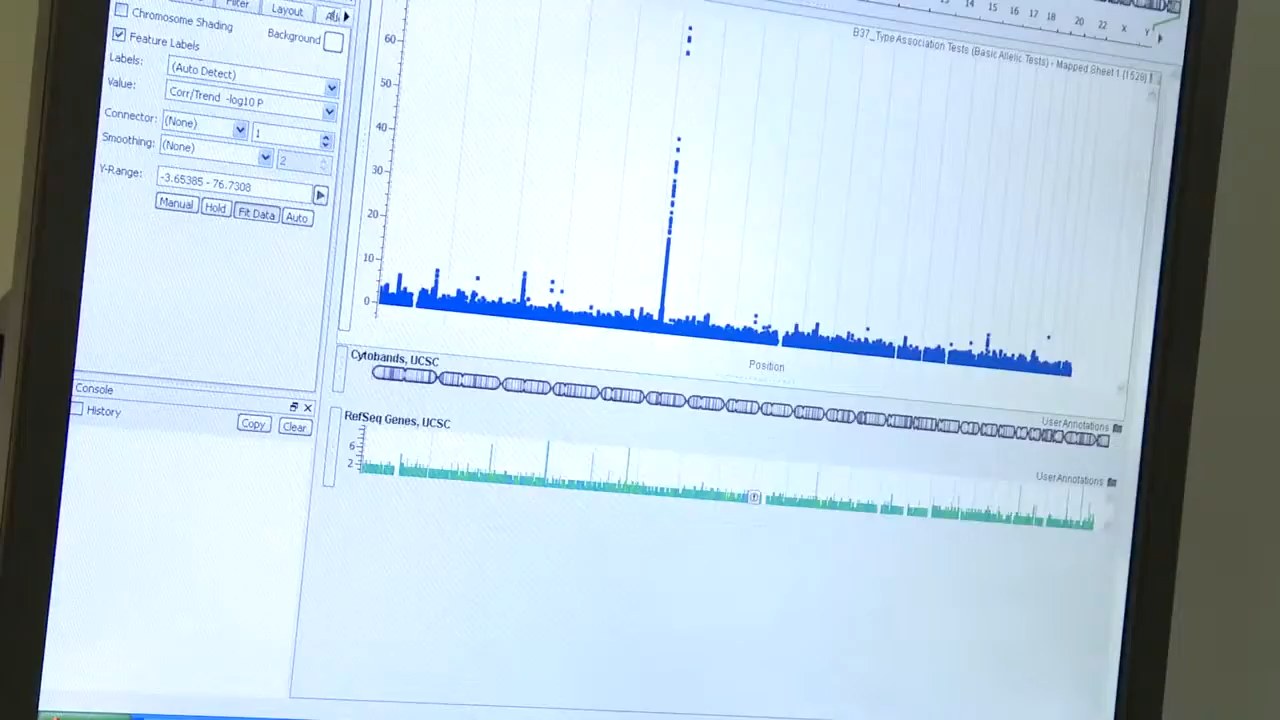 Filter
Layout
Chromosome Shading
Background
Feature Labels
Labels: (Auto Detect)
Value: Corr/Trend -log10 P
Connector: (None) 1
Smoothing: (None) 2
Y-Range: -3.65385 - 76.7308
Manual Hold Fit Data Auto
Console
History
Copy Clear
14 15 16 17 18 20 22 X Y
B37_Type Association Tests (Basic Allelic Tests) - Mapped Sheet 1 [1528]
60
50
40
30
20
10
0
Position
Cytobands, UCSC
UserAnnotations
RefSeq Genes, UCSC
6
2
UserAnnotations